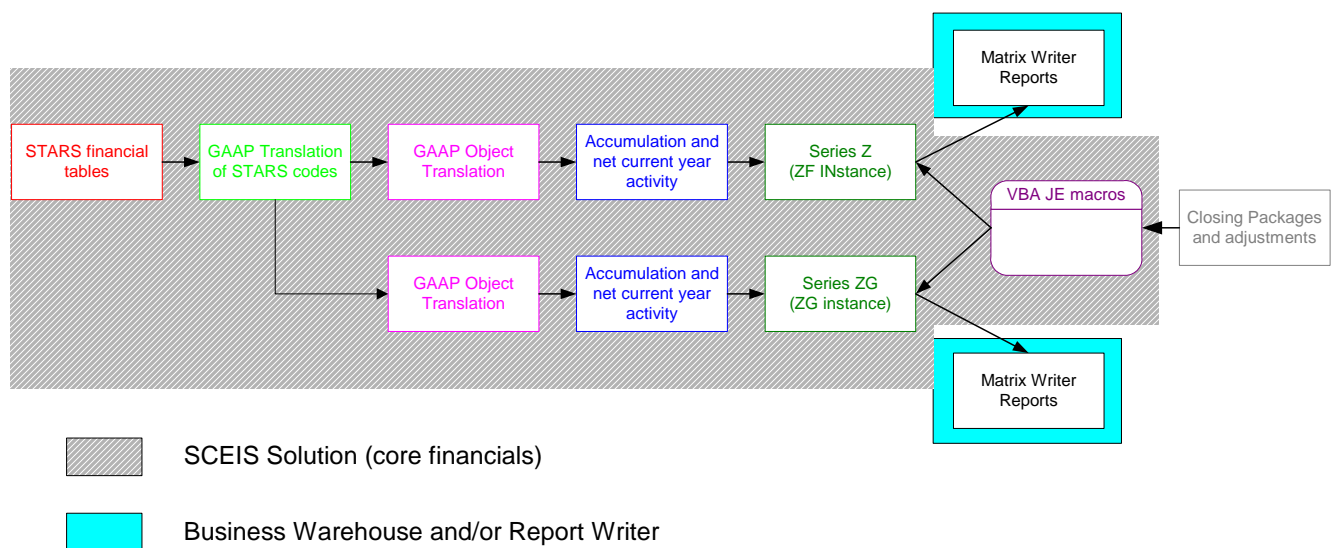 Matrix Writer
Reports
STARS financial
tables
GAAP Translation
of STARS codes
GAAP Object
Translation
Accumulation and
net current year
activity
Series Z
(ZF INstance)
VBA JE macros
Closing Packages
and adjustments
GAAP Object
Translation
Accumulation and
net current year
activity
Series ZG
(ZG instance)
Matrix Writer
Reports
SCEIS Solution (core financials)
Business Warehouse and/or Report Writer